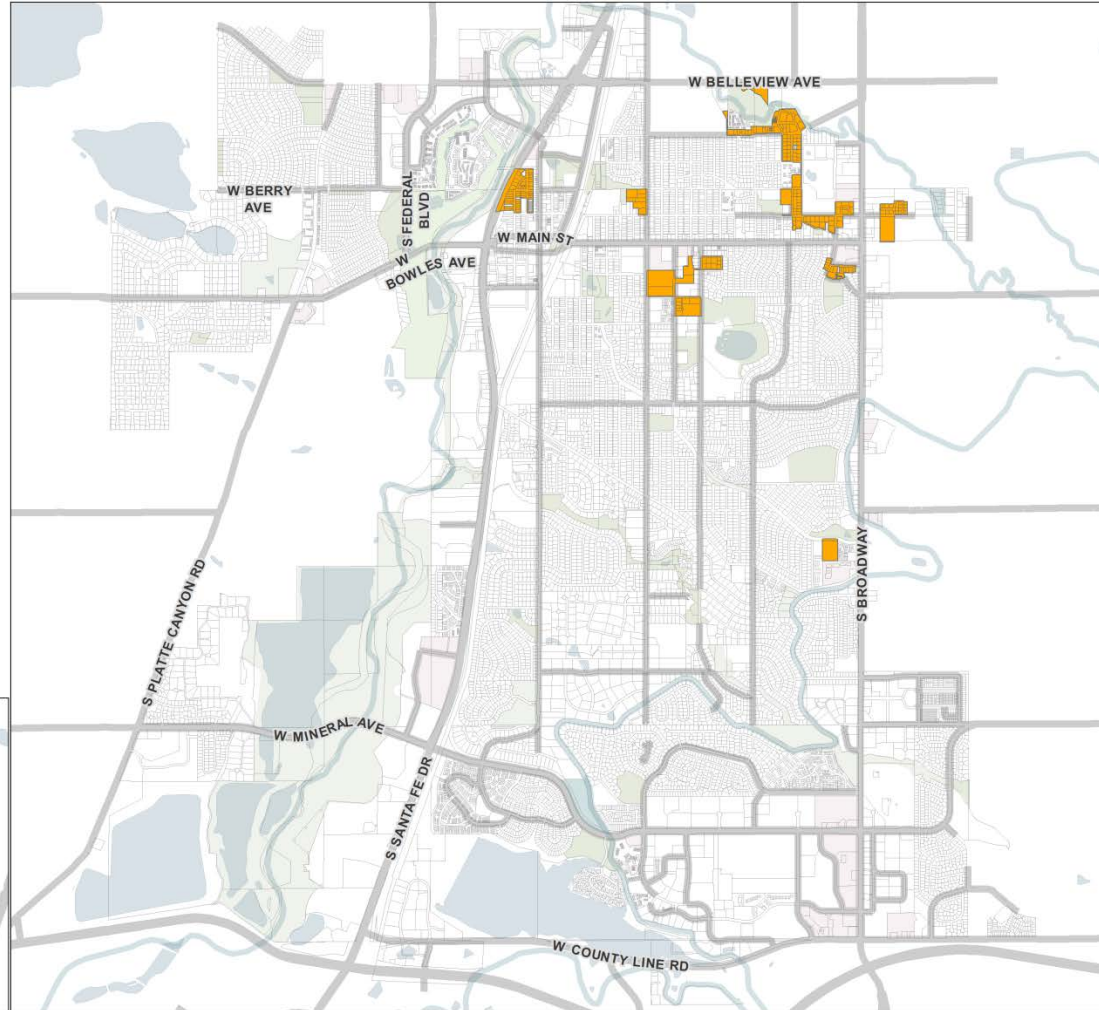 W BELLEVIEW AVE
W BERRY
AVE
S FEDERAL
BLVD
W MAIN ST
W
BOWLES AVE
S BROADWAY
S PLATTE CANYON RD
W MINERAL AVE
S SANTA FE DR
W COUNTY LINE RD